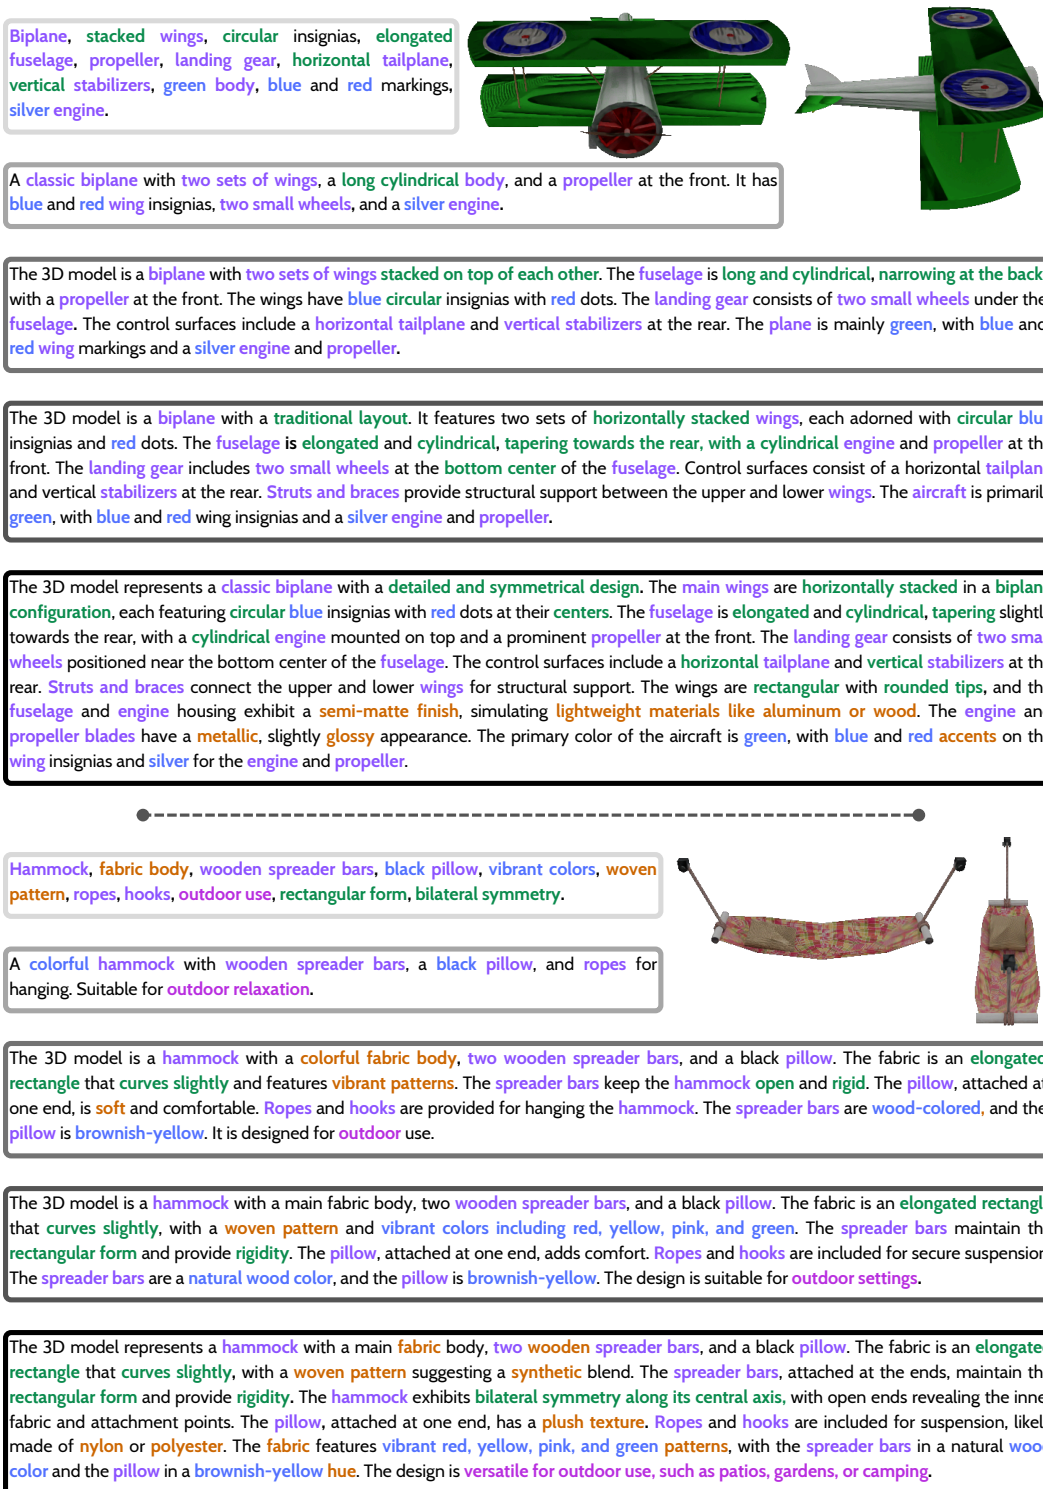 Biplane, stacked wings, circular insignias, elongated
fuselage, propeller, landing gear, horizontal tailplane,
vertical stabilizers, green body, blue and red markings,
silver engine.
A classic biplane with two sets of wings, a long cylindrical body, and a propeller at the front. It has
blue and red wing insignias, two small wheels, and a silver engine.
The 3D model is a biplane with two sets of wings stacked on top of each other. The fuselage is long and cylindrical, narrowing at the back
with a propeller at the front. The wings have blue circular insignias with red dots. The landing gear consists of two small wheels under the
fuselage. The control surfaces include a horizontal tailplane and vertical stabilizers at the rear. The plane is mainly green, with blue and
red wing markings and a silver engine and propeller.
The 3D model is a biplane with a traditional layout. It features two sets of horizontally stacked wings, each adorned with circular blu
insignias and red dots. The fuselage is elongated and cylindrical, tapering towards the rear, with a cylindrical engine and propeller at th
front. The landing gear includes two small wheels at the bottom center of the fuselage. Control surfaces consist of a horizontal tailplan
and vertical stabilizers at the rear. Struts and braces provide structural support between the upper and lower wings. The aircraft is primaril
green, with blue and red wing insignias and a silver engine and propeller.
The 3D model represents a classic biplane with a detailed and symmetrical design. The main wings are horizontally stacked in a biplan
configuration, each featuring circular blue insignias with red dots at their centers. The fuselage is elongated and cylindrical, tapering slightl
towards the rear, with a cylindrical engine mounted on top and a prominent propeller at the front. The landing gear consists of two sma
wheels positioned near the bottom center of the fuselage. The control surfaces include a horizontal tailplane and vertical stabilizers at th
rear. Struts and braces connect the upper and lower wings for structural support. The wings are rectangular with rounded tips, and th
fuselage and engine housing exhibit a semi-matte finish, simulating lightweight materials like aluminum or wood. The engine an
propeller blades have a metallic, slightly glossy appearance. The primary color of the aircraft is green, with blue and red accents on th
wing insignias and silver for the engine and propeller.
Hammock, fabric body, wooden spreader bars, black pillow, vibrant colors, woven
pattern, ropes, hooks, outdoor use, rectangular form, bilateral symmetry.
A colorful hammock with wooden spreader bars, a black pillow, and ropes for
hanging. Suitable for outdoor relaxation.
The 3D model is a hammock with a colorful fabric body, two wooden spreader bars, and a black pillow. The fabric is an elongated
rectangle that curves slightly and features vibrant patterns. The spreader bars keep the hammock open and rigid. The pillow, attached at
one end, is soft and comfortable. Ropes and hooks are provided for hanging the hammock. The spreader bars are wood-colored, and the
pillow is brownish-yellow. It is designed for outdoor use.
The 3D model is a hammock with a main fabric body, two wooden spreader bars, and a black pillow. The fabric is an elongated rectangl
that curves slightly, with a woven pattern and vibrant colors including red, yellow, pink, and green. The spreader bars maintain th
rectangular form and provide rigidity. The pillow, attached at one end, adds comfort. Ropes and hooks are included for secure suspension
The spreader bars are a natural wood color, and the pillow is brownish-yellow. The design is suitable for outdoor settings.
The 3D model represents a hammock with a main fabric body, two wooden spreader bars, and a black pillow. The fabric is an elongate
rectangle that curves slightly, with a woven pattern suggesting a synthetic blend. The spreader bars, attached at the ends, maintain th
rectangular form and provide rigidity. The hammock exhibits bilateral symmetry along its central axis, with open ends revealing the inne
fabric and attachment points. The pillow, attached at one end, has a plush texture. Ropes and hooks are included for suspension, likel
made of nylon or polyester. The fabric features vibrant red, yellow, pink, and green patterns, with the spreader bars in a natural woo
color and the pillow in a brownish-yellow hue. The design is versatile for outdoor use, such as patios, gardens, or camping.